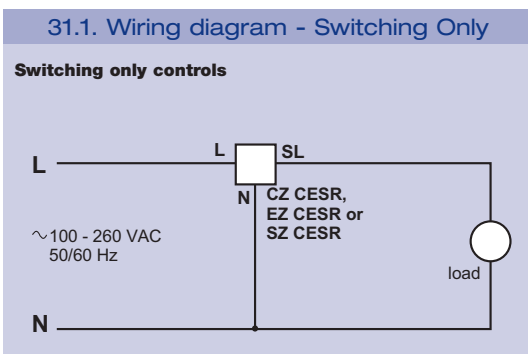 31.1. Wiring diagram - Switching Only
Switching only controls
L
L
SL
N
CZ CESR,
EZ CESR or
SZ CESR
~100 - 260 VAC
50/60 Hz
load
N